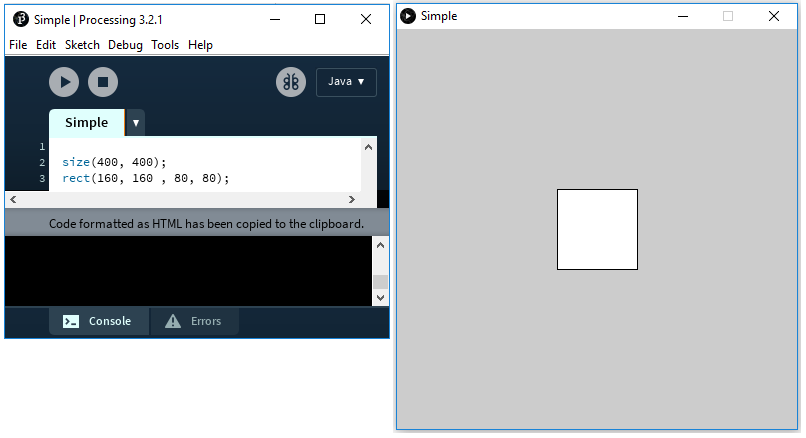 Simple | Processing 3.2.1
File Edit Sketch Debug Tools Help
Java ▼
Simple ▼
1
2 size(400, 400);
3 rect(160, 160 , 80, 80);
Code formatted as HTML has been copied to the clipboard.
Console Errors
Simple